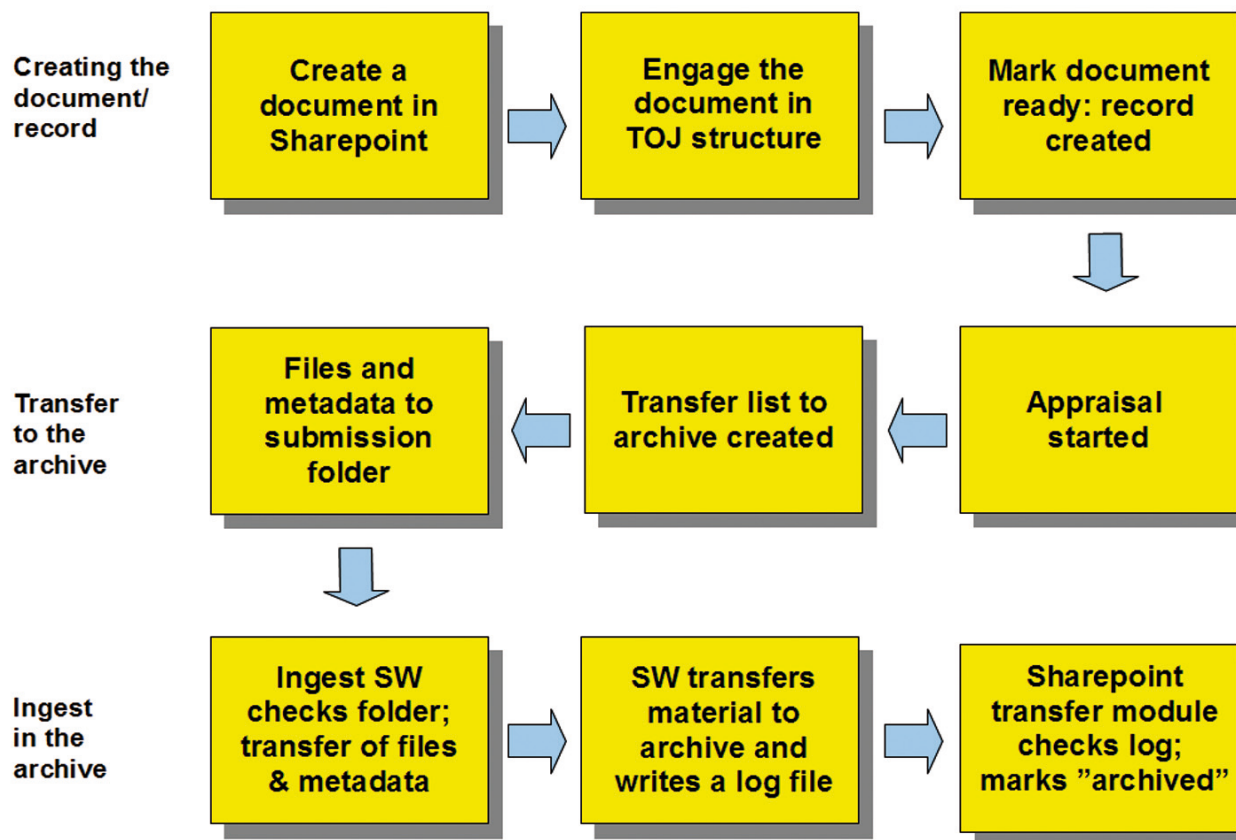 Creating the
document/
record
Create a
document in
Sharepoint
Engage the
document in
TOJ structure
Mark document
ready: record
created
Transfer
to the
archive
Files and
metadata to
submission
folder
Transfer list to
archive created
Appraisal
started
Ingest
in the
archive
Ingest SW
checks folder;
transfer of files
& metadata
SW transfers
material to
archive and
writes a log file
Sharepoint
transfer module
checks log;
marks ”archived”